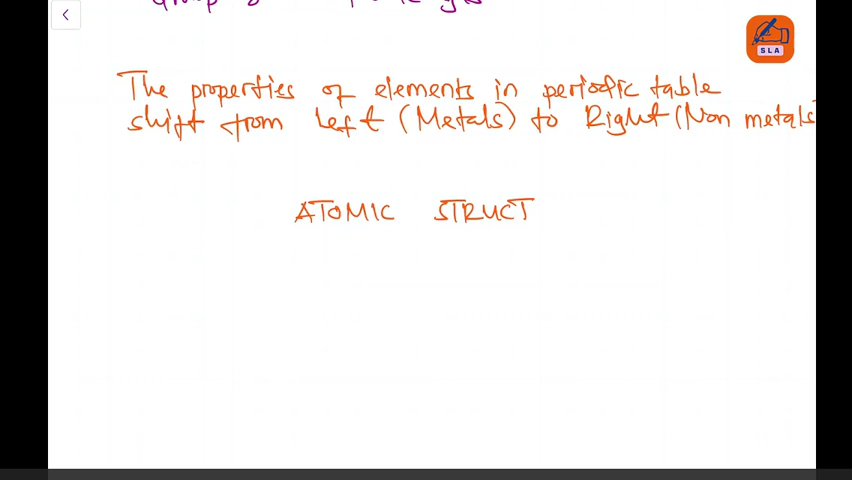 The properties of elements in periodic table
shift from Left (Metals) to Right (Non metals)
ATOMIC STRUCT
SLA